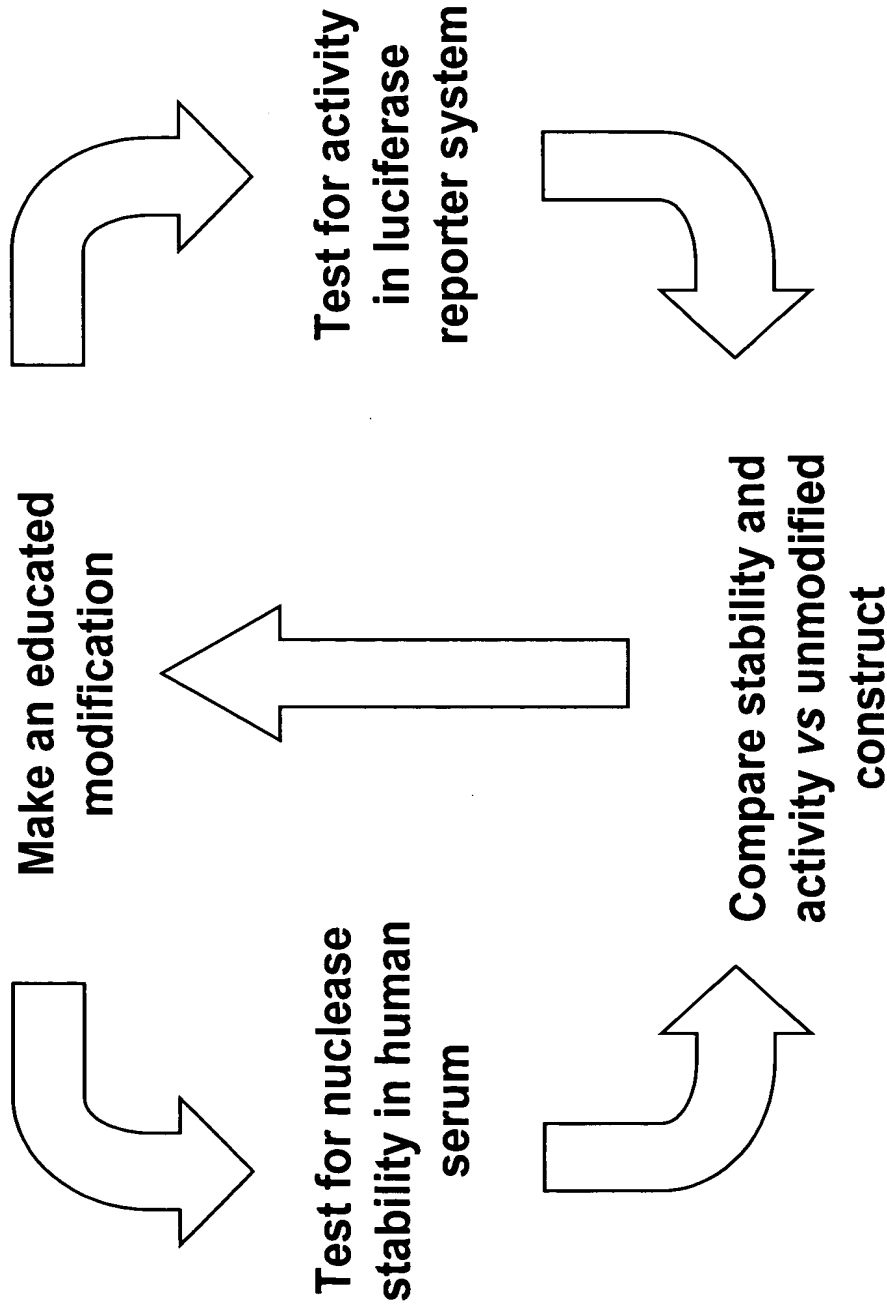 Make an educated
modification
Test for nuclease
stability in human
serum
Test for activity
in luciferase
reporter system
Compare stability and
activity vs unmodified
construct